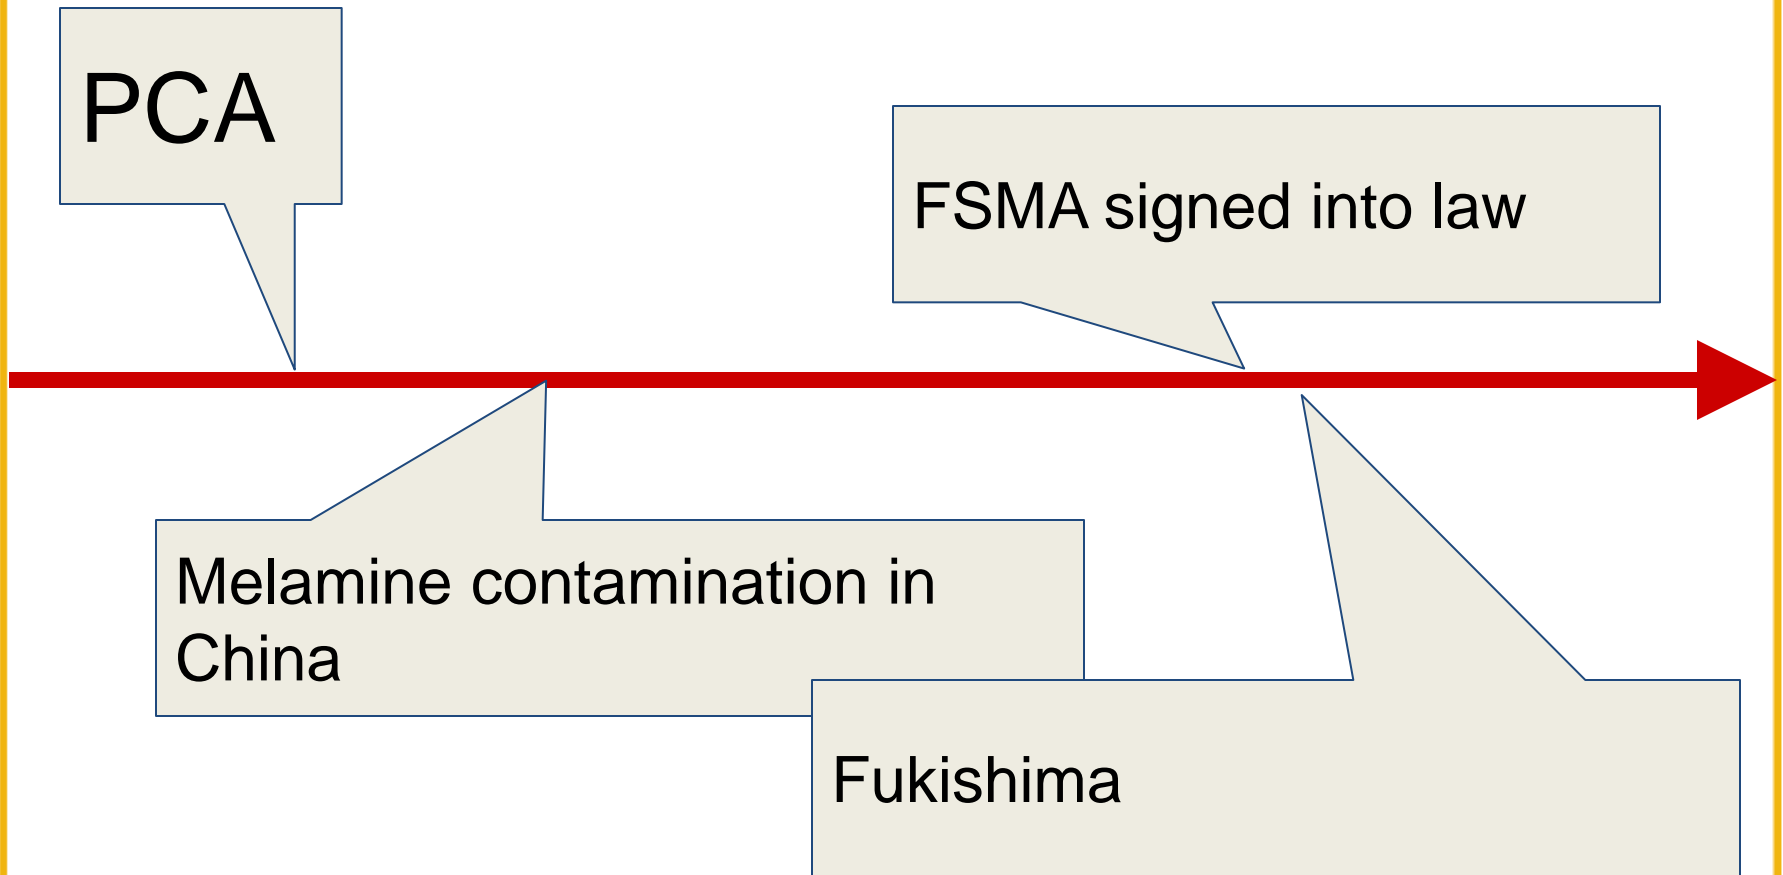 PCA
FSMA signed into law
Melamine contamination in
China
Fukishima